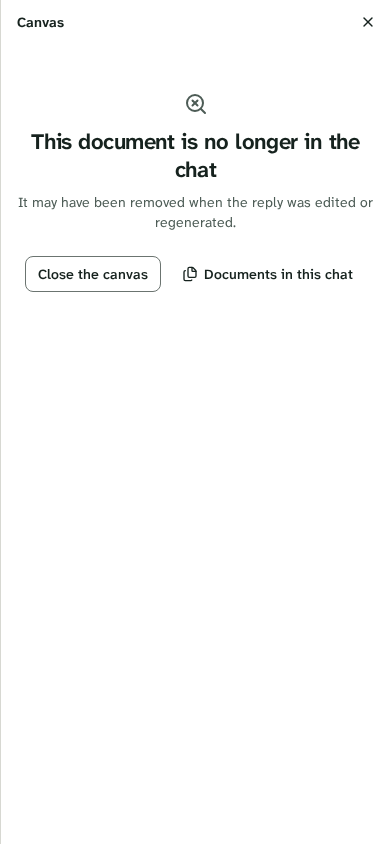 Canvas
This document is no longer in the
chat
It may have been removed when the reply was edited or
regenerated.
Close the canvas
Documents in this chat